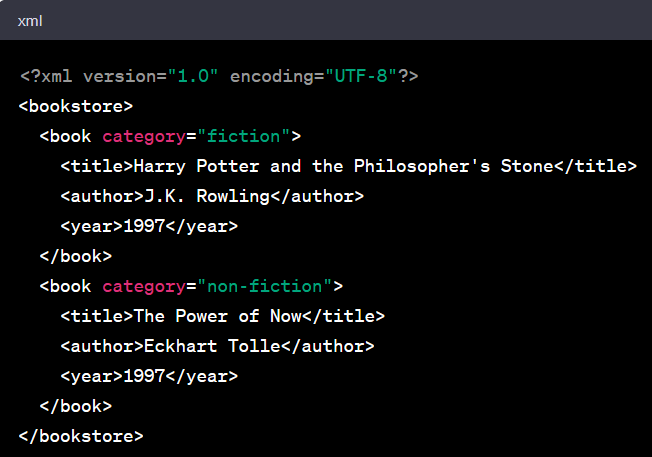 xml
<?xml version="1.0" encoding="UTF-8"?>
<bookstore>
  <book category="fiction">
    <title>Harry Potter and the Philosopher's Stone</title>
    <author>J.K. Rowling</author>
    <year>1997</year>
  </book>
  <book category="non-fiction">
    <title>The Power of Now</title>
    <author>Eckhart Tolle</author>
    <year>1997</year>
  </book>
</bookstore>